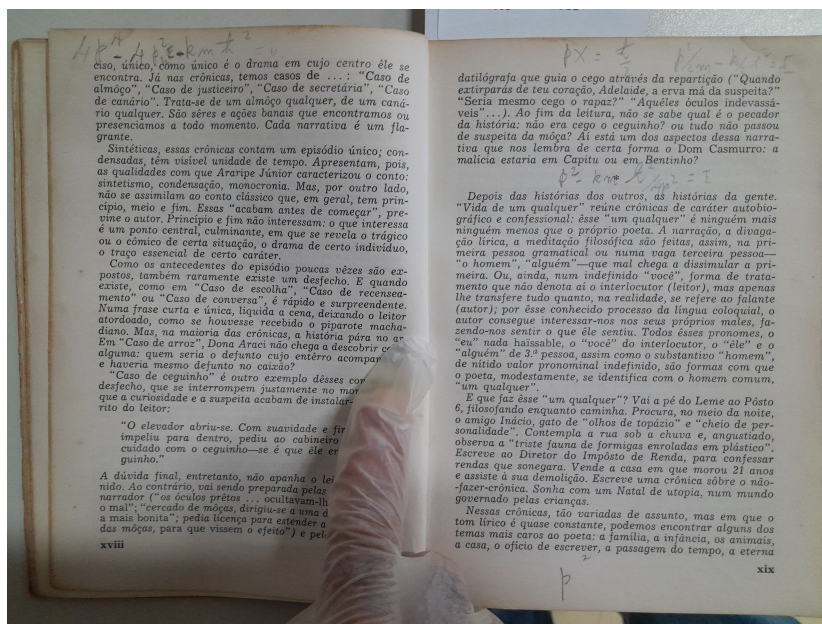 ciso, único, como único é o drama em cujo centro êle se
encontra. Já nas crônicas, temos casos de ... : “Caso de
almôço”, “Caso de justiceiro”, “Caso de secretária”, “Caso
de canário”. Trata-se de um almôço qualquer, de um caná-
rio qualquer. São sêres e ações banais que encontramos ou
presenciamos a todo momento. Cada narrativa é um fla-
grante.
Sintéticas, essas crônicas contam um episódio único; con-
densadas, têm visível unidade de tempo. Apresentam, pois,
as qualidades com que Araripe Júnior caracterizou o conto:
sintetismo, condensação, monocronia. Mas, por outro lado,
não se assimilam ao conto clássico que, em geral, tem prin-
cípio, meio e fim. Essas “acabam antes de começar”, pre-
vine o autor. Princípio e fim não interessam: o que interessa
é um ponto central, culminante, em que se revela o trágico
ou o cômico de certa situação, o drama de certo indivíduo,
o traço essencial de certo caráter.
Como os antecedentes do episódio poucas vêzes são ex-
postos, também raramente existe um desfecho. E quando
existe, como em “Caso de escolha”, “Caso de recensea-
mento” ou “Caso de conversa”, é rápido e surpreendente.
Numa frase curta e única, liquida a cena, deixando o leitor
atordoado, como se houvesse recebido o piparote macha-
diano. Mas, na maioria das crônicas, a história pára no ar.
Em “Caso de arroz”, Dona Araci não chega a descobrir
alguma: quem seria o defunto cujo entêrro
e haveria mesmo defunto no caixão?
“Caso de ceguinho” é outro exemplo dêsses
desfecho, que se interrompem justamente no
que a curiosidade e a suspeita acabam de instalar-
rito do leitor:
“O elevador abriu-se. Com suavidade e
impeliu para dentro, pediu ao cabineiro
cuidado com o ceguinho—se é que êle
guinho.”
A dúvida final, entretanto, não apanha o
nido. Ao contrário, vai sendo preparada pelas
narrador (“os óculos prêtos ... ocultavam-lh
o mal”; “cercado de môças, dirigiu-se a uma
a mais bonita”; pedia licença para estender a
das môças, para que vissem o efeito”) e
xviii
datilógrafa que guia o cego através da repartição (“Quando
extirparás de teu coração, Adelaide, a erva má da suspeita?”
“Seria mesmo cego o rapaz?” “Aquêles óculos indevassá-
veis”...). Ao fim da leitura, não se sabe qual é o pecador
da história: não era cego o ceguinho? ou tudo não passou
de suspeita da môça? Aí está um dos aspectos dessa narra-
tiva que nos lembra de certa forma o Dom Casmurro: a
malícia estaria em Capitu ou em Bentinho?
Depois das histórias dos outros, as histórias da gente.
“Vida de um qualquer” reúne crônicas de caráter autobio-
gráfico e confessional: êsse “um qualquer” é ninguém mais
ninguém menos que o próprio poeta. A narração, a divaga-
ção lírica, a meditação filosófica são feitas, assim, na pri-
meira pessoa gramatical ou numa vaga terceira pessoa—
“o homem”, “alguém”—que mal chega a dissimular a pri-
meira. Ou, ainda, num indefinido “você”, forma de trata-
mento que não denota aí o interlocutor (leitor), mas apenas
lhe transfere tudo quanto, na realidade, se refere ao falante
(autor); por êsse conhecido processo da língua coloquial, o
autor consegue interessar-nos nos seus próprios males, fa-
zendo-nos sentir o que êle sentiu. Todos êsses pronomes, o
“eu” nada haïssable, o “você” do interlocutor, o “êle” e o
“alguém” de 3.ª pessoa, assim como o substantivo “homem”,
de nítido valor pronominal indefinido, são formas com que
o poeta, modestamente, se identifica com o homem comum,
“um qualquer”.
E que faz êsse “um qualquer”? Vai a pé do Leme ao Pôsto
6, filosofando enquanto caminha. Procura, no meio da noite,
o amigo Inácio, gato de “olhos de topázio” e “cheio de per-
sonalidade”. Contempla a rua sob a chuva e, angustiado,
observa a “triste fauna de formigas enroladas em plástico”.
Escreve ao Diretor do Impôsto de Renda, para confessar
rendas que sonegara. Vende a casa em que morou 21 anos
e assiste à sua demolição. Escreve uma crônica sôbre o não-
-fazer-crônica. Sonha com um Natal de utopia, num mundo
governado pelas crianças.
Nessas crônicas, tão variadas de assunto, mas em que o
tom lírico é quase constante, podemos encontrar alguns dos
temas mais caros ao poeta: a família, a infância, os animais,
a casa, o ofício de escrever, a passagem do tempo, a eterna
xix
p²